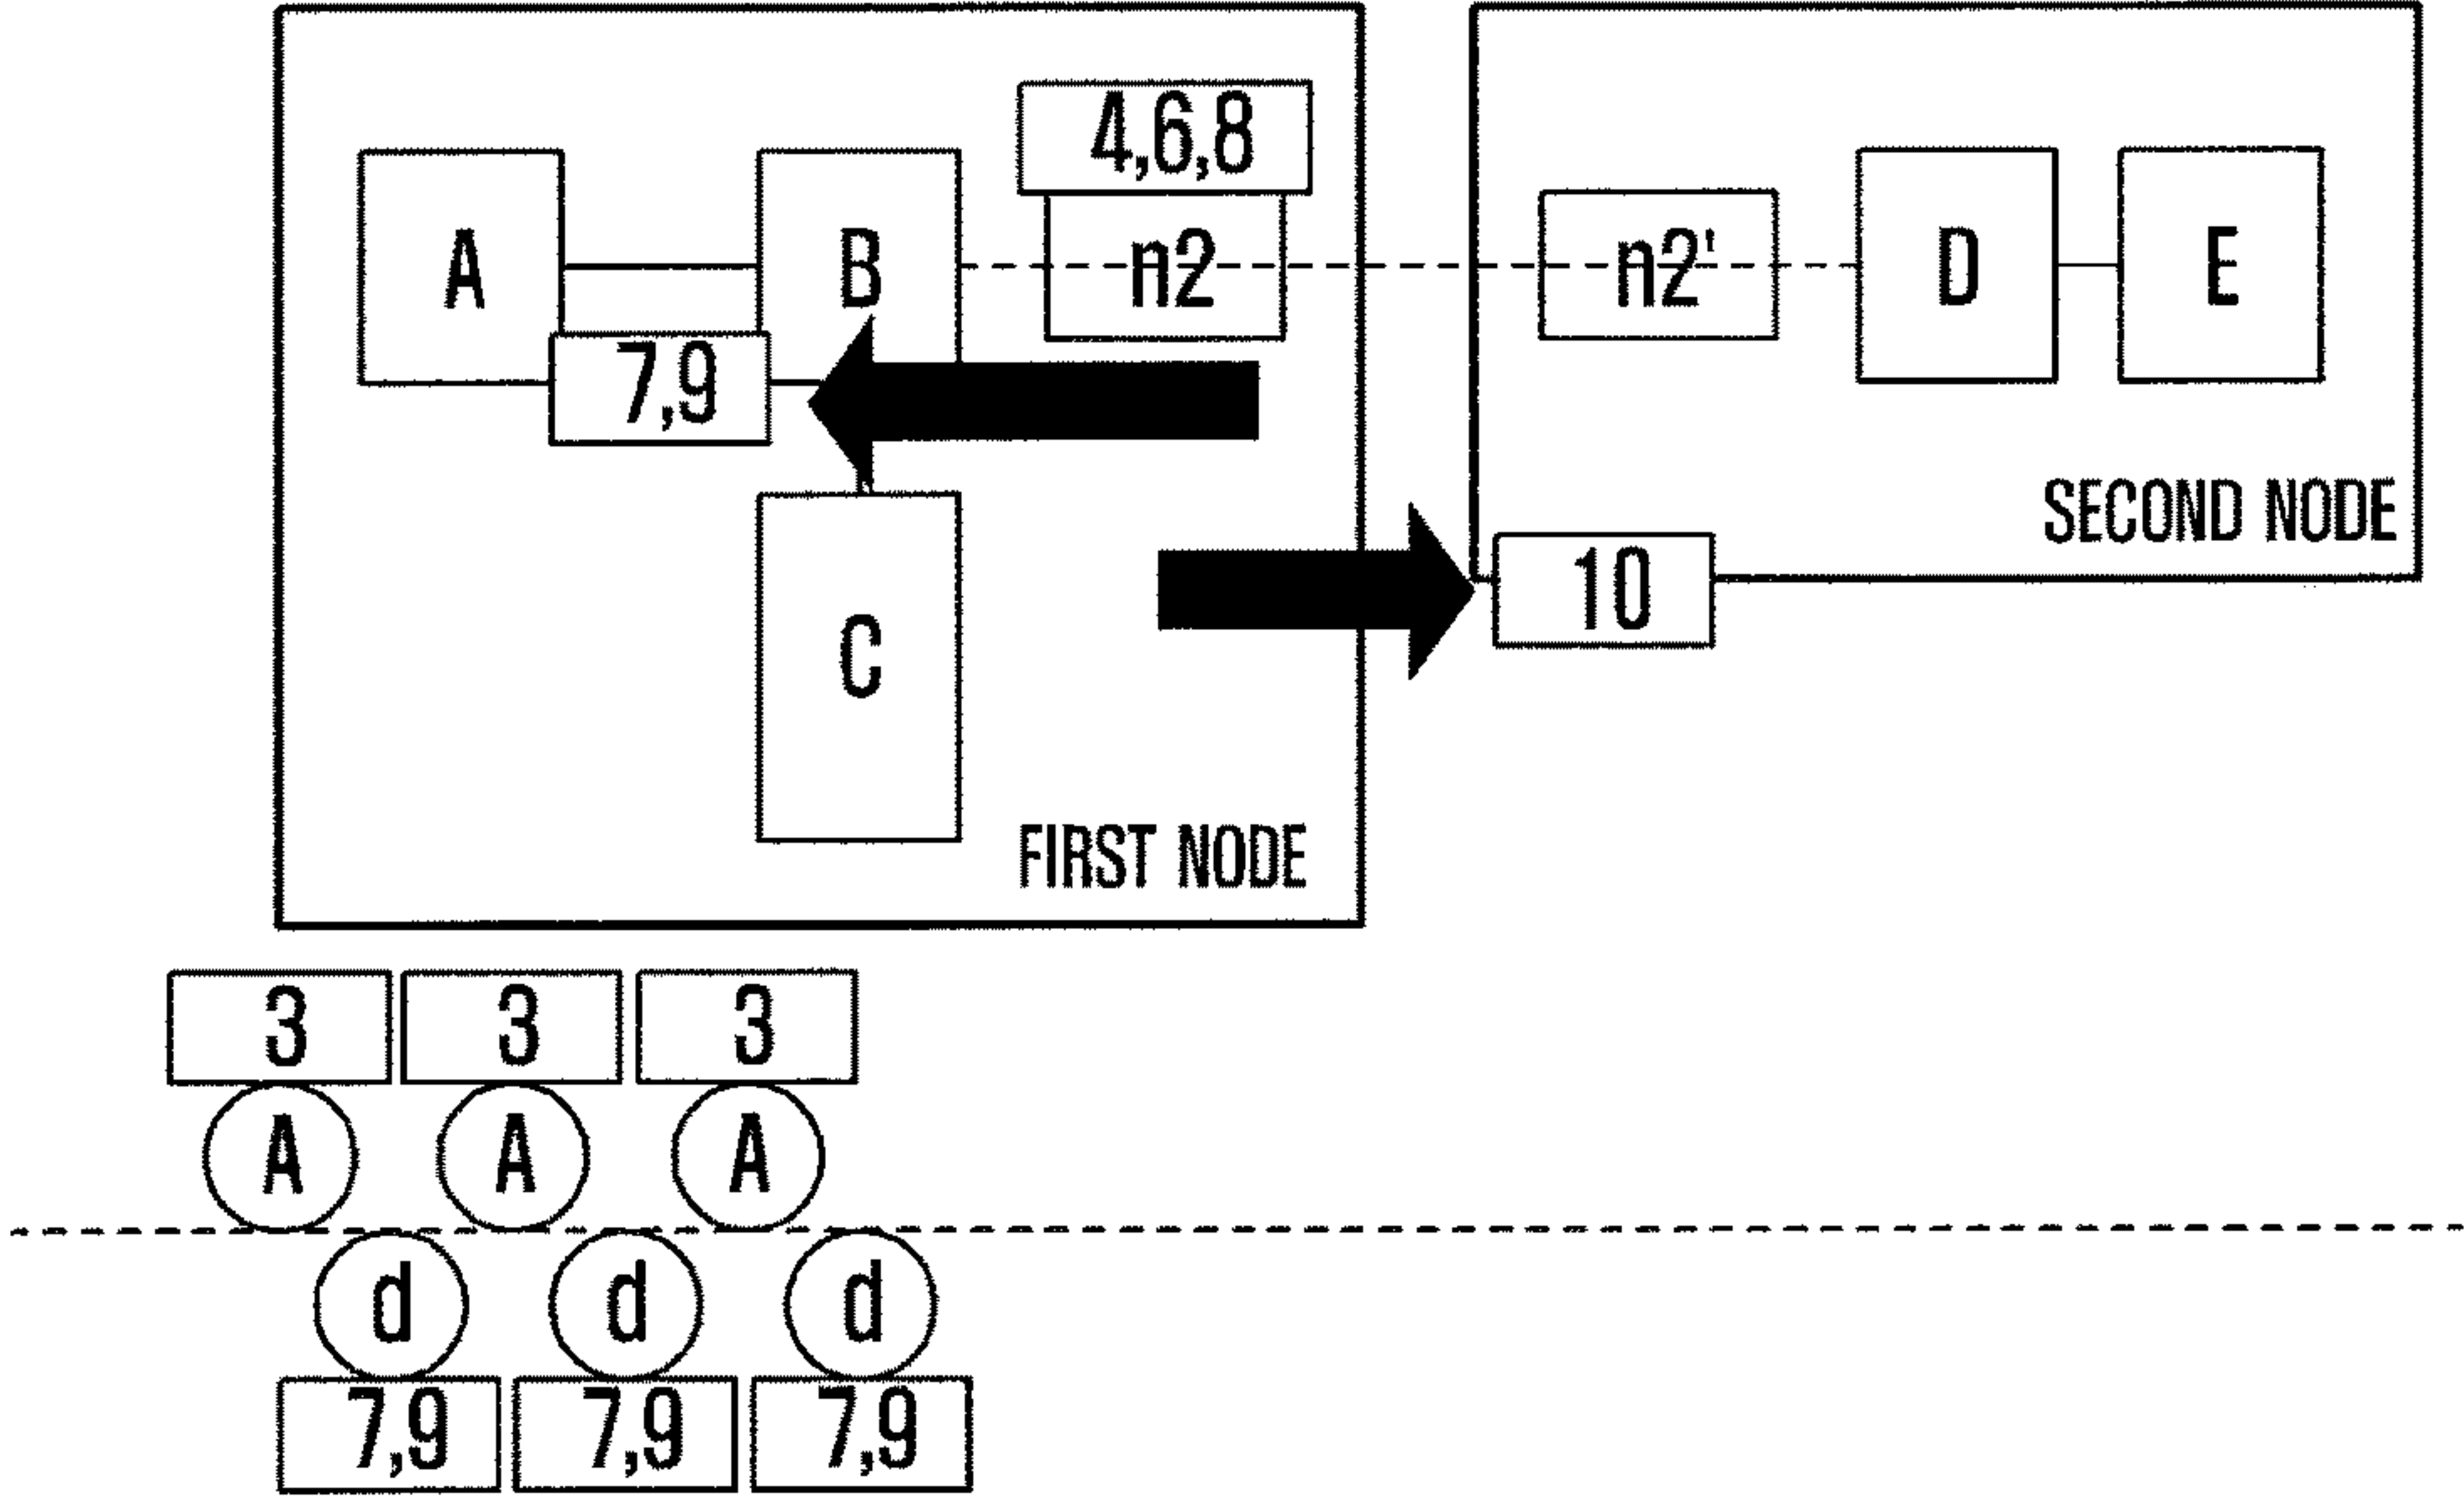 4,6,8
A B n2 n2' D E
7,9
SECOND NODE
10
C
FIRST NODE
3 3 3
A A A
d d d
7,9 7,9 7,9